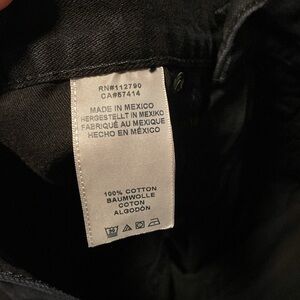 RN#112790
CA#57414
MADE IN MEXICO
HERGESTELLT IN MEXIKO
FABRIQUÉ AU MEXIQUE
HECHO EN MÉXICO
100% COTTON
BAUMWOLLE
COTON
ALGODÓN